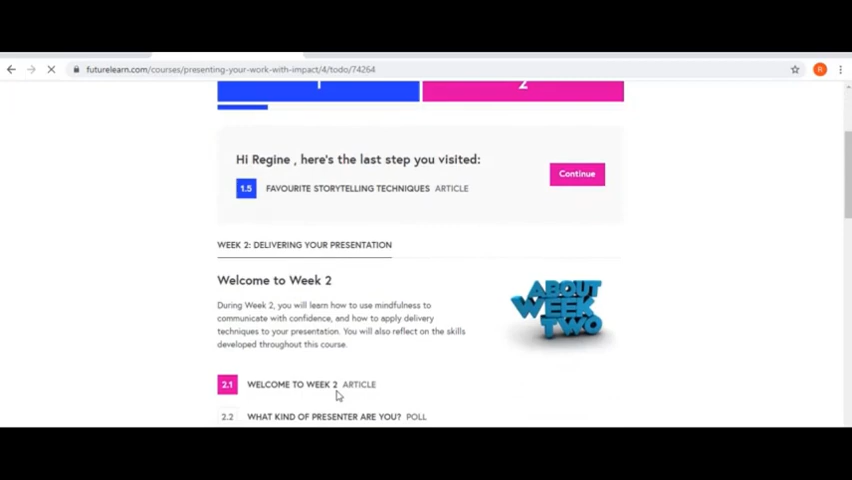 futurelearn.com/courses/presenting-your-work-with-impact/4/todo/74264
R
1
2
Hi Regine , here's the last step you visited:
Continue
1.5 FAVOURITE STORYTELLING TECHNIQUES ARTICLE
WEEK 2: DELIVERING YOUR PRESENTATION
Welcome to Week 2
During Week 2, you will learn how to use mindfulness to
communicate with confidence, and how to apply delivery
techniques to your presentation. You will also reflect on the skills
developed throughout this course.
ABOUT
WEEK
TWO
2.1 WELCOME TO WEEK 2 ARTICLE
2.2 WHAT KIND OF PRESENTER ARE YOU? POLL